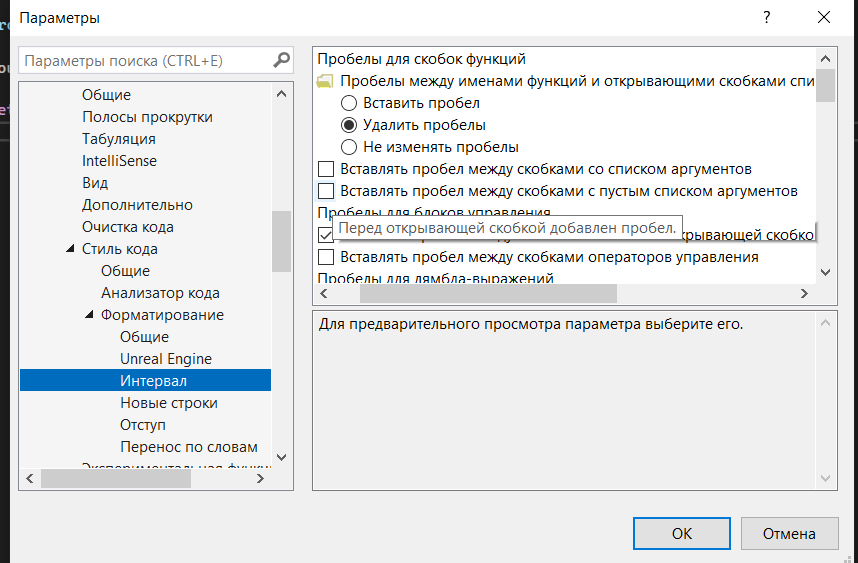 Параметры
?
Параметры поиска (CTRL+E)
Общие
Полосы прокрутки
Табуляция
IntelliSense
Вид
Дополнительно
Очистка кода
Стиль кода
Общие
Анализатор кода
Форматирование
Общие
Unreal Engine
Интервал
Новые строки
Отступ
Перенос по словам
Экспериментальная функц
Пробелы для скобок функций
Пробелы между именами функций и открывающими скобками спи
Вставить пробел
Удалить пробелы
Не изменять пробелы
Вставлять пробел между скобками со списком аргументов
Вставлять пробел между скобками с пустым списком аргументов
Пробелы для блоков управления
Перед открывающей скобкой добавлен пробел.
крывающей скобко
Вставлять пробел между скобками операторов управления
Пробелы для лямбда-выражений
Для предварительного просмотра параметра выберите его.
ОК
Отмена